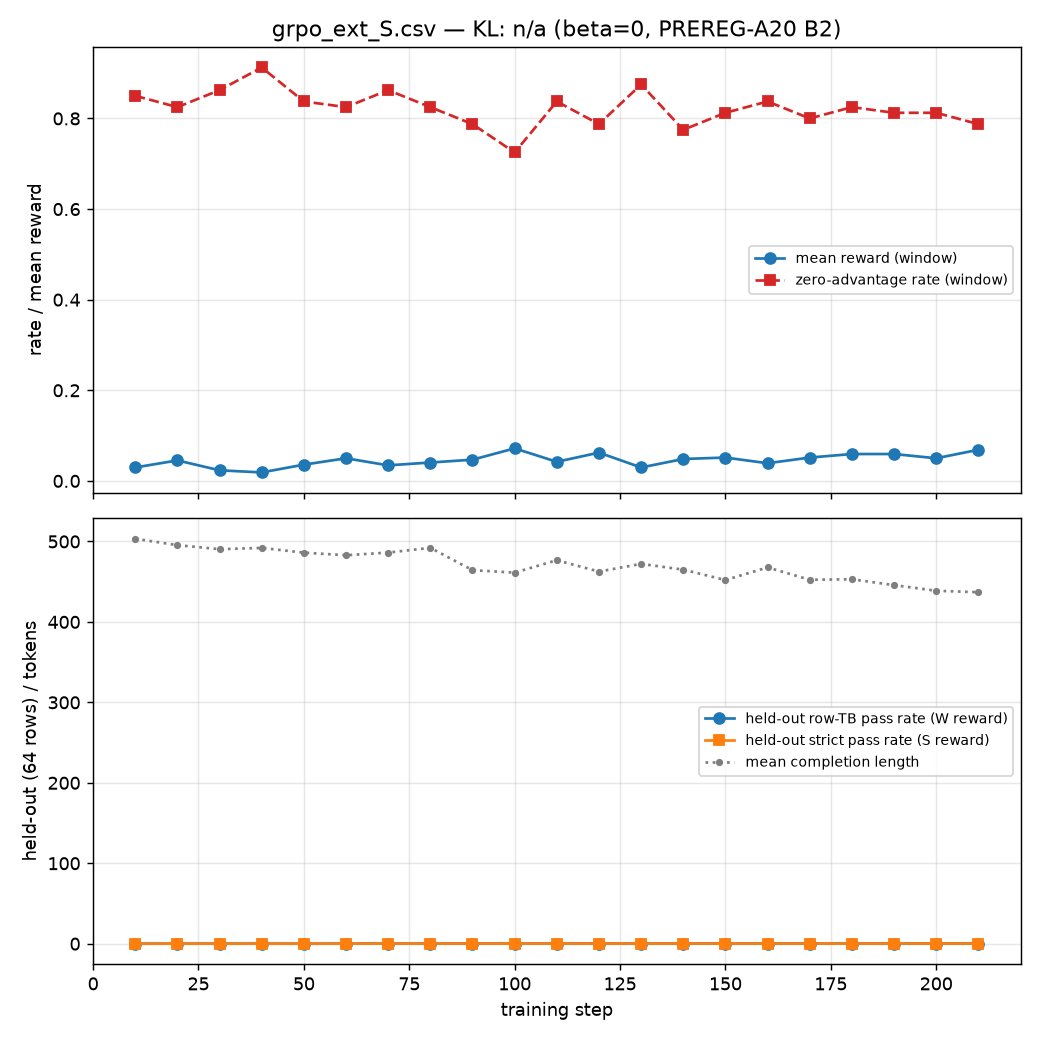 grpo_ext_S.csv — KL: n/a (beta=0, PREREG-A20 B2)
rate / mean reward
0.8
0.6
0.4
0.2
0.0
mean reward (window)
zero-advantage rate (window)
held-out (64 rows) / tokens
500
400
300
200
100
0
held-out row-TB pass rate (W reward)
held-out strict pass rate (S reward)
mean completion length
0 25 50 75 100 125 150 175 200
training step